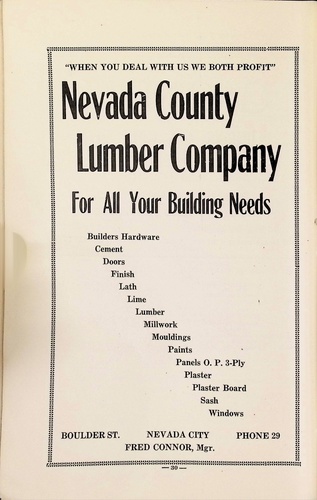 "WHEN YOU DEAL WITH US WE BOTH PROFIT"
Nevada County
Lumber Company
For All Your Building Needs
Builders Hardware
Cement
Doors
Finish
Lath
Lime
Lumber
Millwork
Mouldings
Paints
Panels O. P. 3-Ply
Plaster
Plaster Board
Sash
Windows
BOULDER ST. NEVADA CITY PHONE 29
FRED CONNOR, Mgr.
— 30 —